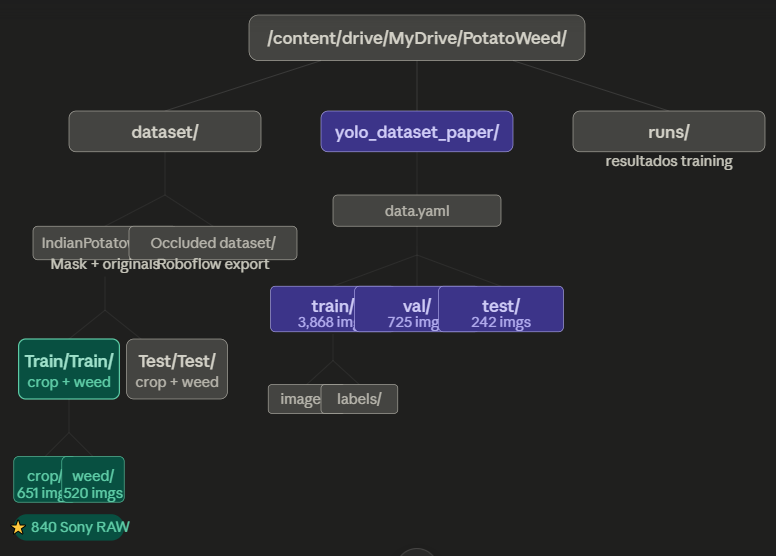 /content/drive/MyDrive/PotatoWeed/
dataset/
yolo_dataset_paper/
runs/
resultados training
data.yaml
IndianPotato
Occluded dataset/
Mask + originals
Roboflow export
train/
3,868 img
val/
725 img
test/
242 imgs
Train/Train/
crop + weed
Test/Test/
crop + weed
image
labels/
crop/
651 img
weed/
520 imgs
840 Sony RAW